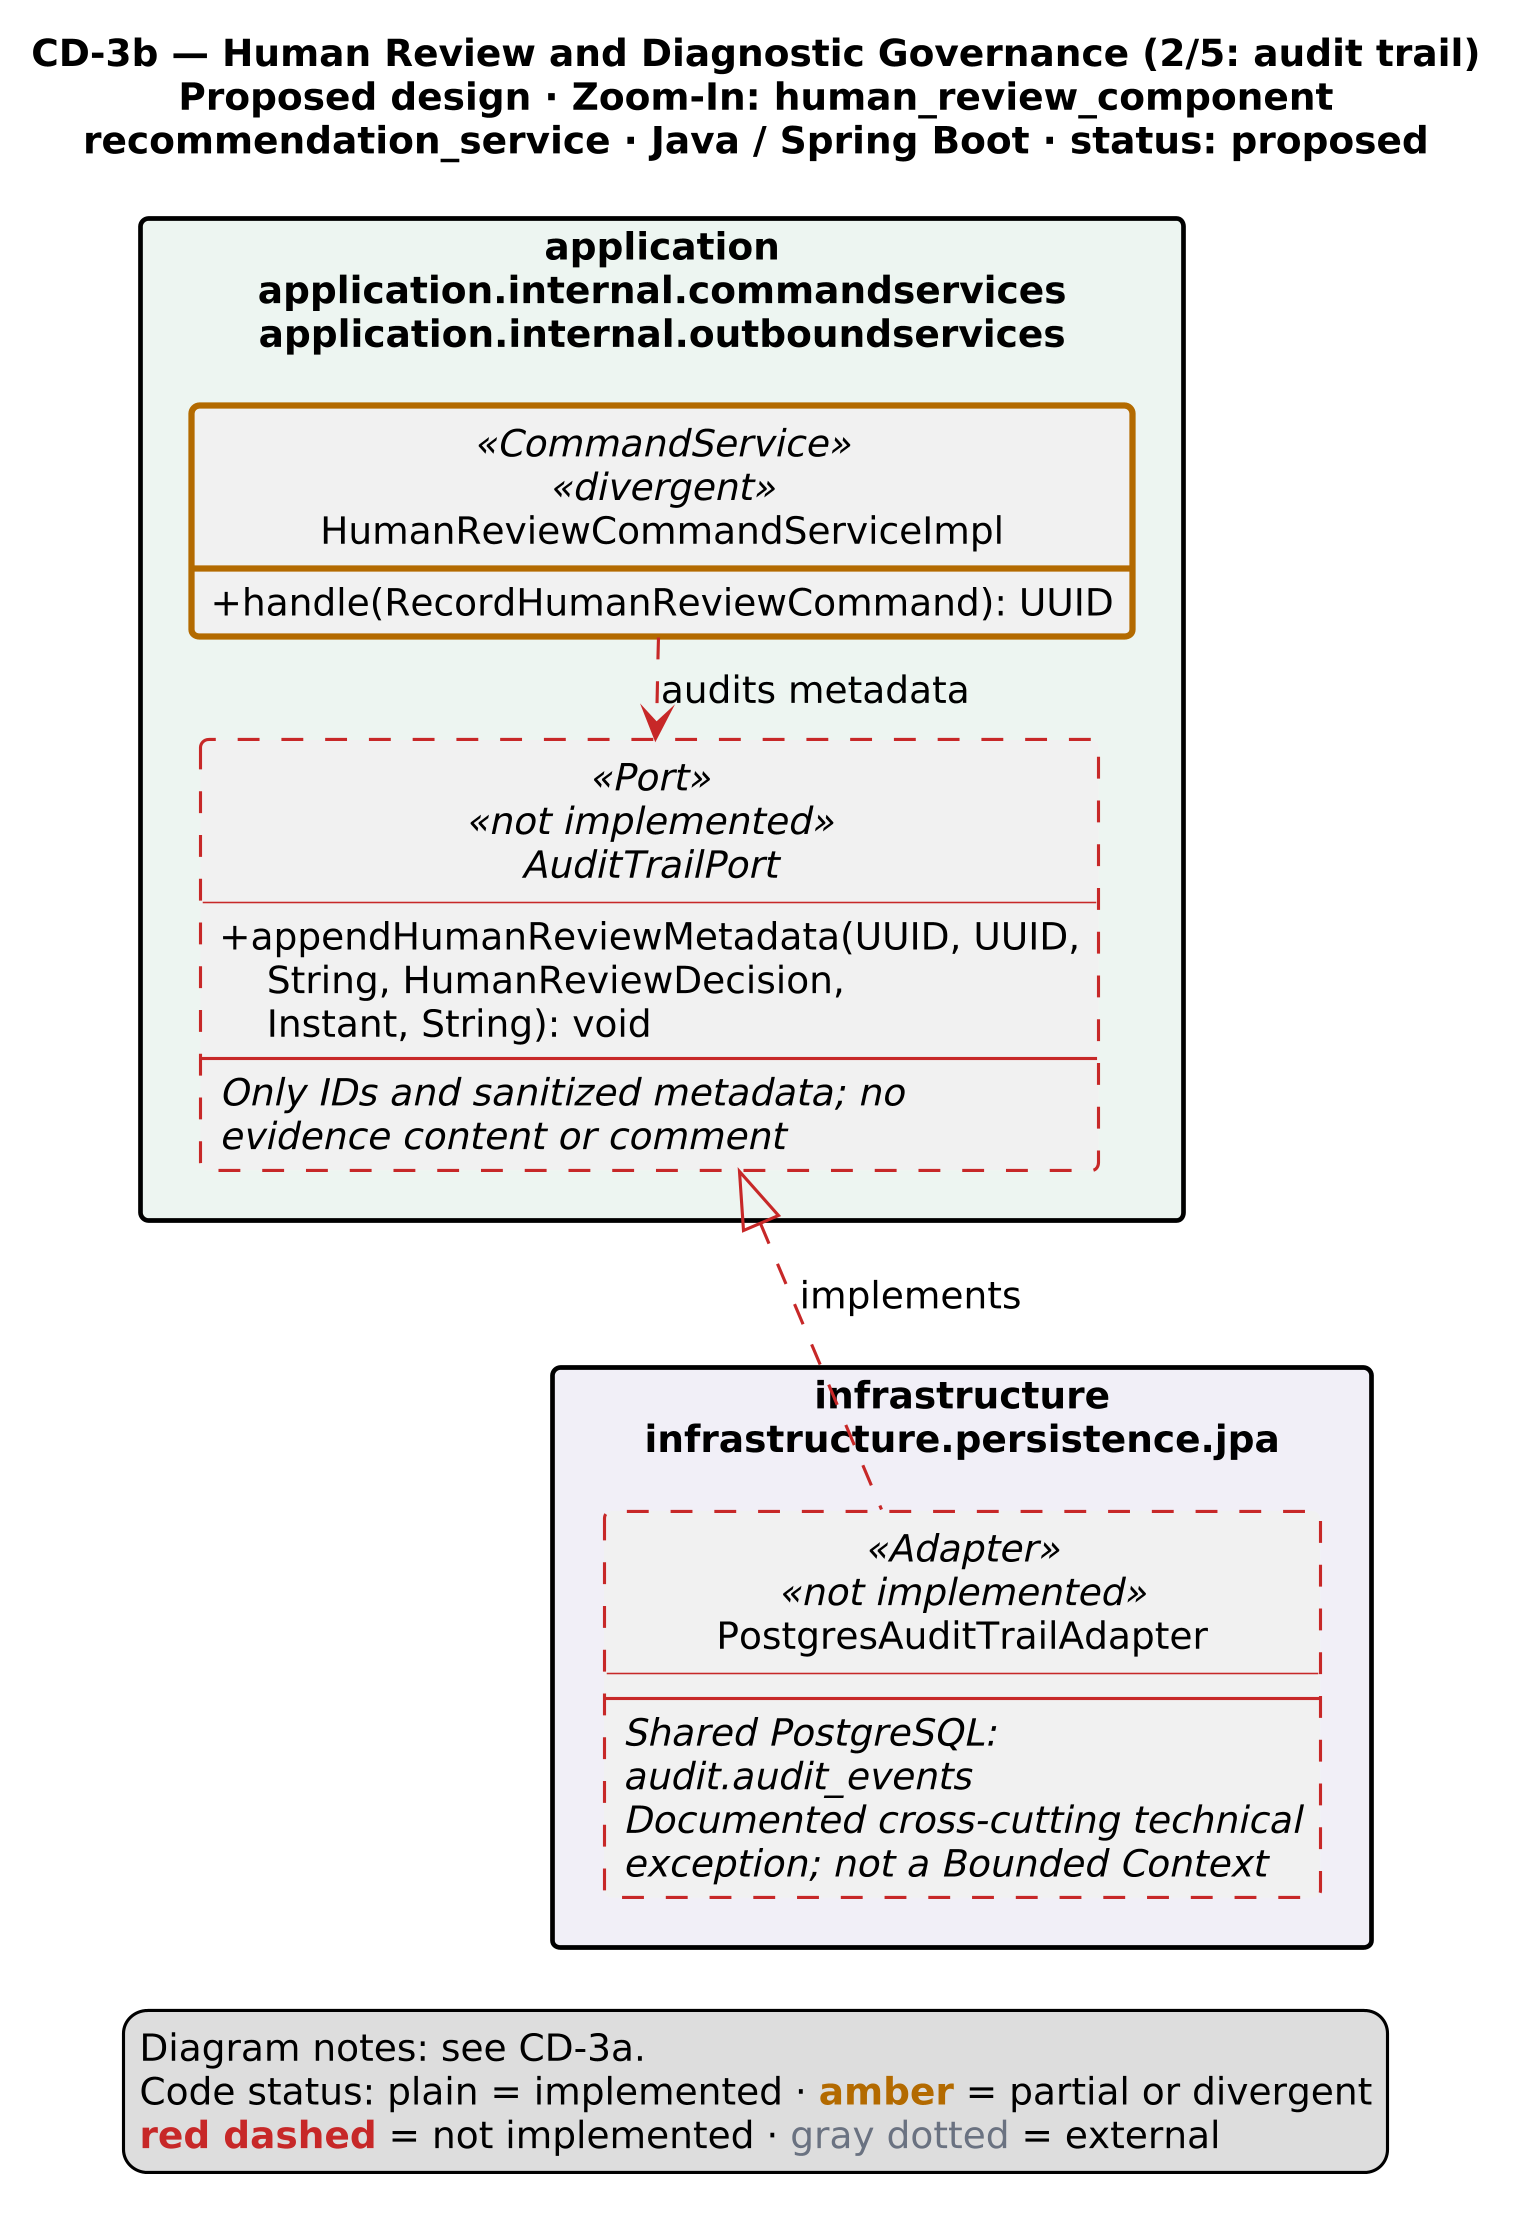 CD-3b — Human Review and Diagnostic Governance (2/5: audit trail)
Proposed design · Zoom-In: human_review_component
recommendation_service · Java / Spring Boot · status: proposed
application
application.internal.commandservices
application.internal.outboundservices
«CommandService»
«divergent»
HumanReviewCommandServiceImpl
+handle(RecordHumanReviewCommand): UUID
audits metadata
«Port»
«not implemented»
AuditTrailPort
+appendHumanReviewMetadata(UUID, UUID,
String, HumanReviewDecision,
Instant, String): void
Only IDs and sanitized metadata; no
evidence content or comment
implements
infrastructure
infrastructure.persistence.jpa
«Adapter»
«not implemented»
PostgresAuditTrailAdapter
Shared PostgreSQL:
audit.audit_events
Documented cross-cutting technical
exception; not a Bounded Context
Diagram notes: see CD-3a.
Code status: plain = implemented · amber = partial or divergent
red dashed = not implemented · gray dotted = external